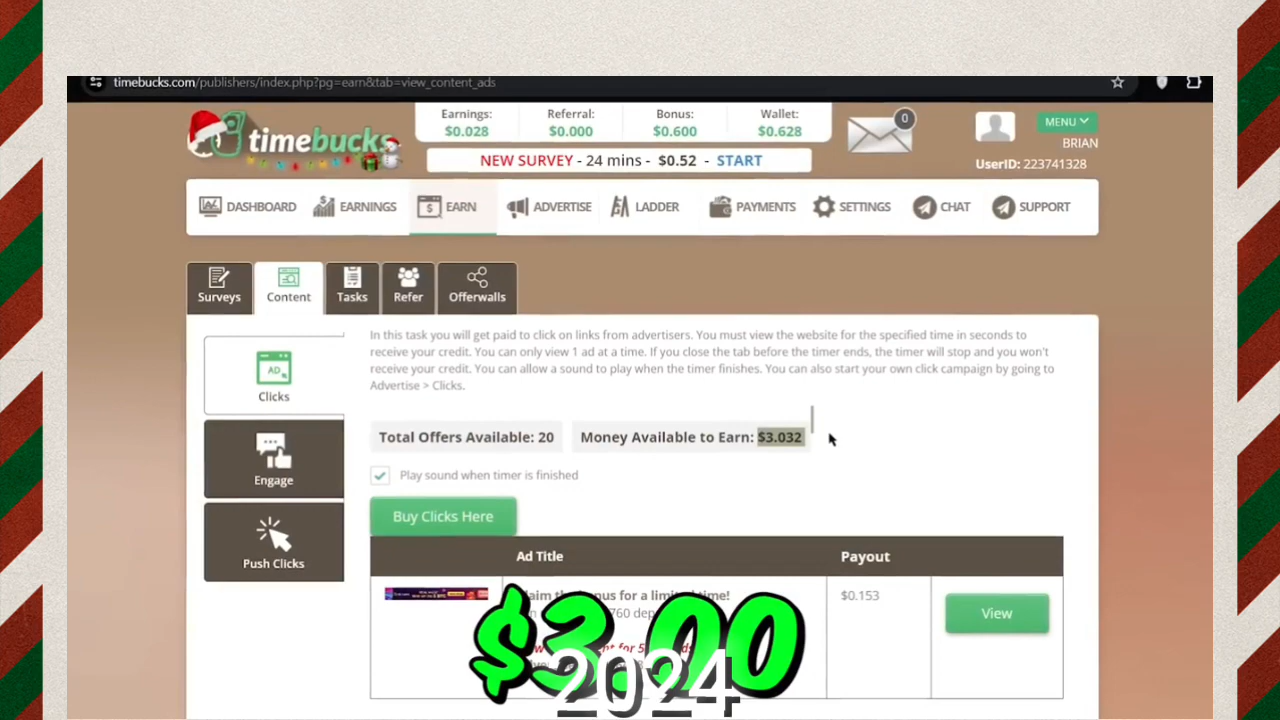 timebucks.com/publishers/index.php?pg=earn&tab=view_content_ads
Earnings: Referral: Bonus: Wallet:
$0.028 $0.000 $0.600 $0.628
0
MENU
timebucks
BRIAN
NEW SURVEY - 24 mins - $0.52 - START
UserID: 223741328
DASHBOARD EARNINGS EARN ADVERTISE LADDER PAYMENTS SETTINGS CHAT SUPPORT
Surveys Content Tasks Refer Offerwalls
In this task you will get paid to click on links from advertisers. You must view the website for the specified time in seconds to
receive your credit. You can only view 1 ad at a time. If you close the tab before the timer ends, the timer will stop and you won't
receive your credit. You can allow a sound to play when the timer finishes. You can also start your own click campaign by going to
Advertise > Clicks.
AD
Clicks
Total Offers Available: 20 Money Available to Earn: $3.032
Engage
Play sound when timer is finished
Buy Clicks Here
Push Clicks
Ad Title Payout
for a limited time!
$0.153
View
$3.00
2024